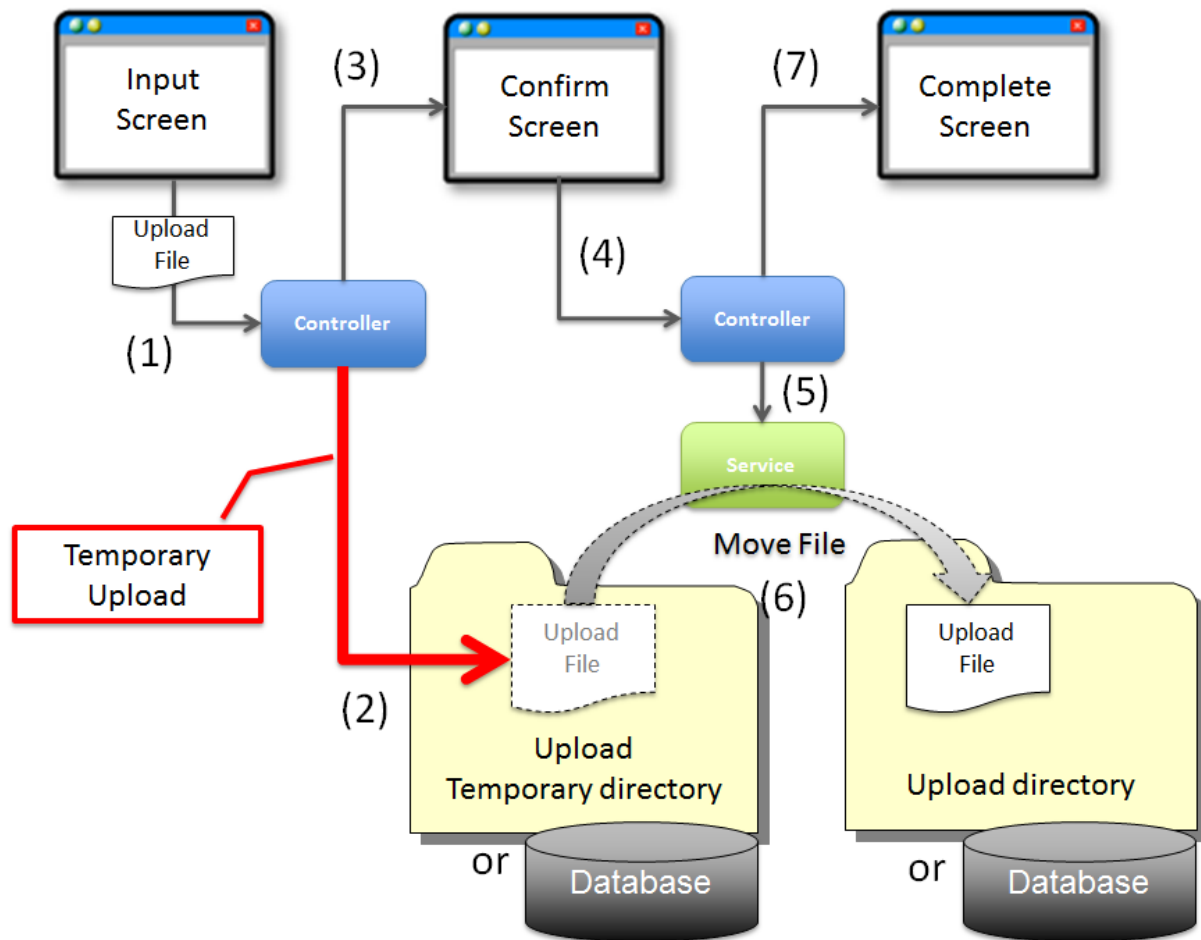 Input
Screen
(3)
Confirm
Screen
(7)
Complete
Screen
Upload
File
(4)
Controller
Controller
(1)
(5)
Service
Temporary
Upload
Move File
(6)
Upload
File
Upload
File
(2)
Upload
Temporary directory
Upload directory
or
Database
or
Database